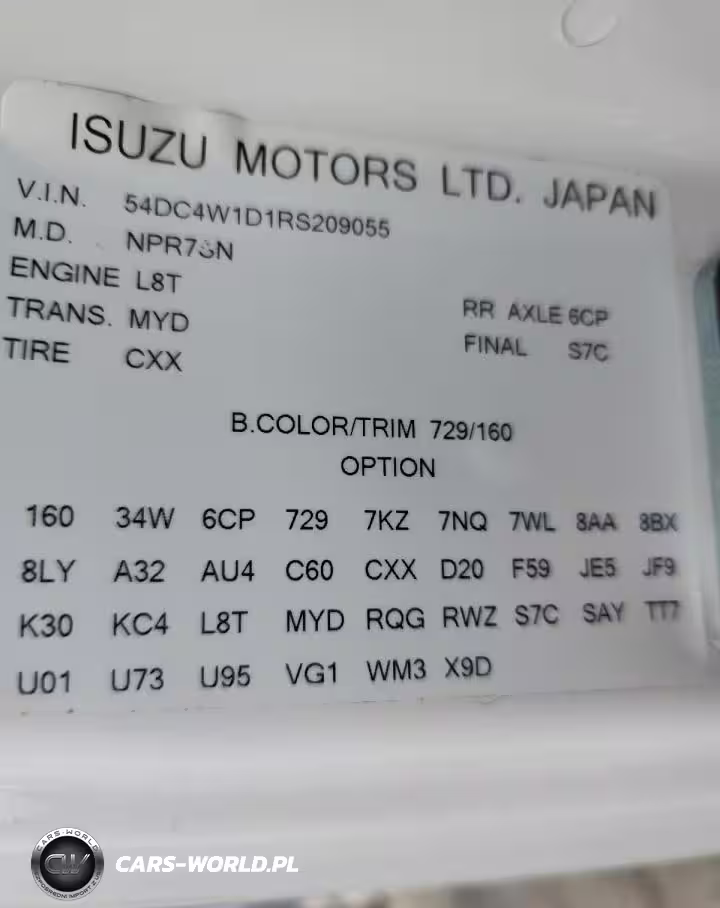 ISUZU MOTORS LTD. JAPAN
V.I.N. 54DC4W1D1RS209055
M.D.
ENGINE L8T
TRANS. MYD RR AXLE 6CP
TIRE CXX FINAL S7C
B.COLOR/TRIM 729/160
OPTION
160 34W 6CP 729 7KZ 7NQ 7WL 8AA 8BX
8LY A32 AU4 C60 CXX D20 F59 JE5 JF9
K30 KC4 L8T MYD RQG RWZ S7C SAY TT7
U01 U73 U95 VG1 WM3 X9D
CARS-WORLD
CW
CARS-WORLD.PL